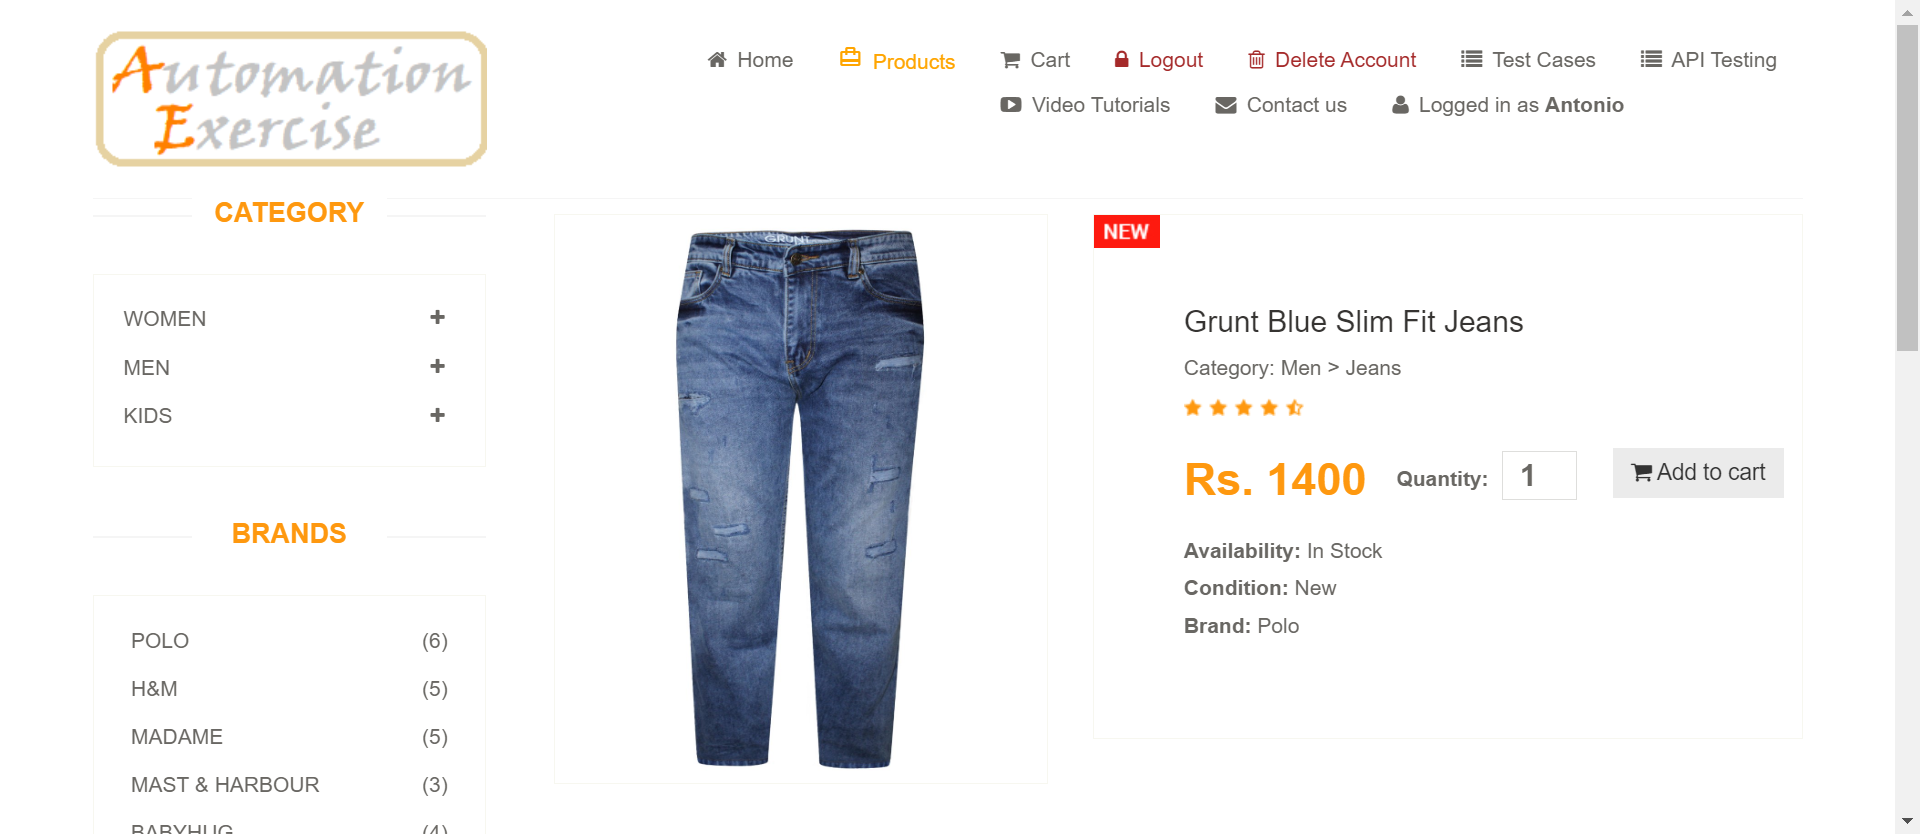 Automation
Exercise
Home
Products
Cart
Logout
Delete Account
Test Cases
API Testing
Video Tutorials
Contact us
Logged in as Antonio
CATEGORY
WOMEN
MEN
KIDS
BRANDS
POLO (6)
H&M (5)
MADAME (5)
MAST & HARBOUR (3)
BABYHUG (4)
GRUNT
NEW
Grunt Blue Slim Fit Jeans
Category: Men > Jeans
Rs. 1400
Quantity: 1
Add to cart
Availability: In Stock
Condition: New
Brand: Polo